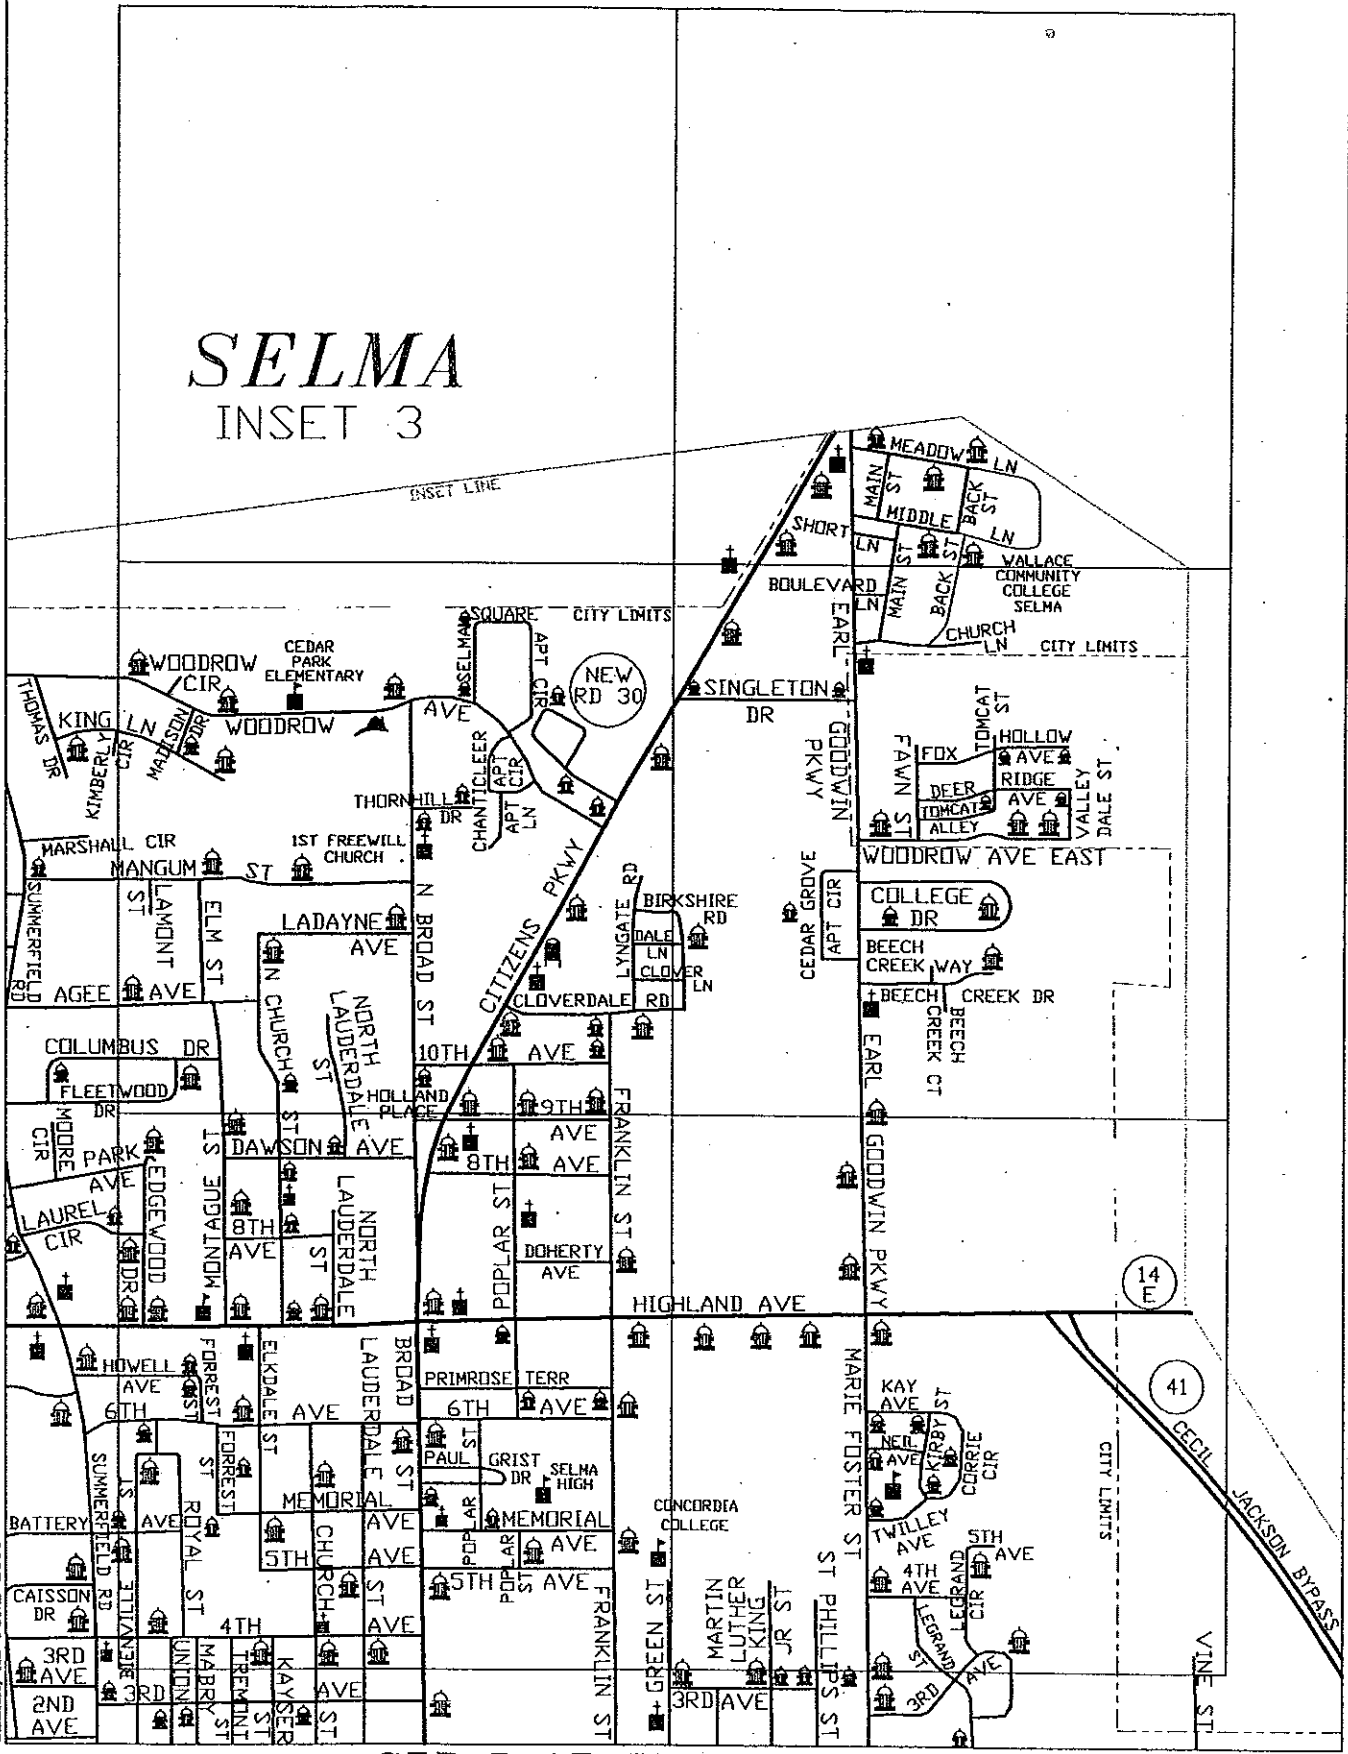 SELMA
INSET 3
INSET LINE
MEADOW LN
MAIN ST
BACK ST
MIDDLE LN
SHORT LN
MAIN ST
BACK ST
WALLACE
COMMUNITY
COLLEGE
SELMA
BOULEVARD
LN
EARL GOODWIN PKWY
CHURCH
LN
CITY LIMITS
SELMA SQUARE
APT CIR
CITY LIMITS
NEW
RD 30
SINGLETON
DR
WOODROW
CIR
CEDAR
PARK
ELEMENTARY
THOMAS DR
KING LN
KIMBERLY
CIR
MADISON
DR
WOODROW AVE
CHANTICLEER
APT
CIR
APT
LN
THORNHILL
DR
TOMCAT
ST
FAWN ST
FOX
HOLLOW
AVE
DEER
RIDGE
AVE
TOMCAT
ALLEY
VALLEY
DALE ST
WOODROW AVE EAST
MARSHALL CIR
MANGUM ST
1ST FREEWILL
CHURCH
SUMMERFIELD
RD
LAMONT
ST
ELM ST
LADAYNE
AVE
N BROAD ST
CITIZENS PKWY
LYNGATE RD
BIRKSHIRE
RD
DALE
LN
CLOVER
LN
CLOVERDALE RD
CEDAR GROVE
APT CIR
COLLEGE
DR
BEECH
CREEK WAY
BEECH CREEK DR
BEECH
CREEK CT
AGEE AVE
N CHURCH ST
NORTH
LAUDERDALE
ST
COLUMBUS DR
FLEETWOOD
DR
10TH AVE
HOLLAND
PLACE
9TH
AVE
8TH AVE
MOORE
CIR
PARK
AVE
EDGEWOOD
DR
MONTAGUE ST
DAWSON AVE
LAUREL
CIR
8TH
AVE
NORTH
LAUDERDALE
ST
POPLAR ST
FRANKLIN ST
DOHERTY
AVE
EARL GOODWIN PKWY
HIGHLAND AVE
14
E
41
CECIL JACKSON BYPASS
CITY LIMITS
HOWELL
AVE
FORREST
ST
ELKDALE ST
LAUDERDALE ST
BROAD ST
PRIMROSE TERR
6TH AVE
6TH AVE
MARIE FOSTER ST
KAY
AVE
NEIL
AVE
KIRBY ST
CORRIE
CIR
TWILLEY
AVE
SUMMERFIELD RD
BIENVILLE ST
ROYAL ST
FORREST
ST
PAUL
GRIST
DR
SELMA
HIGH
MEMORIAL AVE
MEMORIAL AVE
BATTERY AVE
5TH AVE
CHURCH ST
POPLAR ST
POPLAR
ST
5TH AVE
CONCORDIA
COLLEGE
CAISSON
DR
4TH AVE
3RD
AVE
2ND
AVE
3RD AVE
UNION
MABRY ST
TREMONT ST
KAYSER ST
FRANKLIN ST
GREEN ST
MARTIN
LUTHER
KING
JR ST
ST PHILLIPS ST
3RD AVE
4TH
AVE
5TH
AVE
LEGRAND
CIR
LEGRAND
ST
3RD AVE
VINE ST